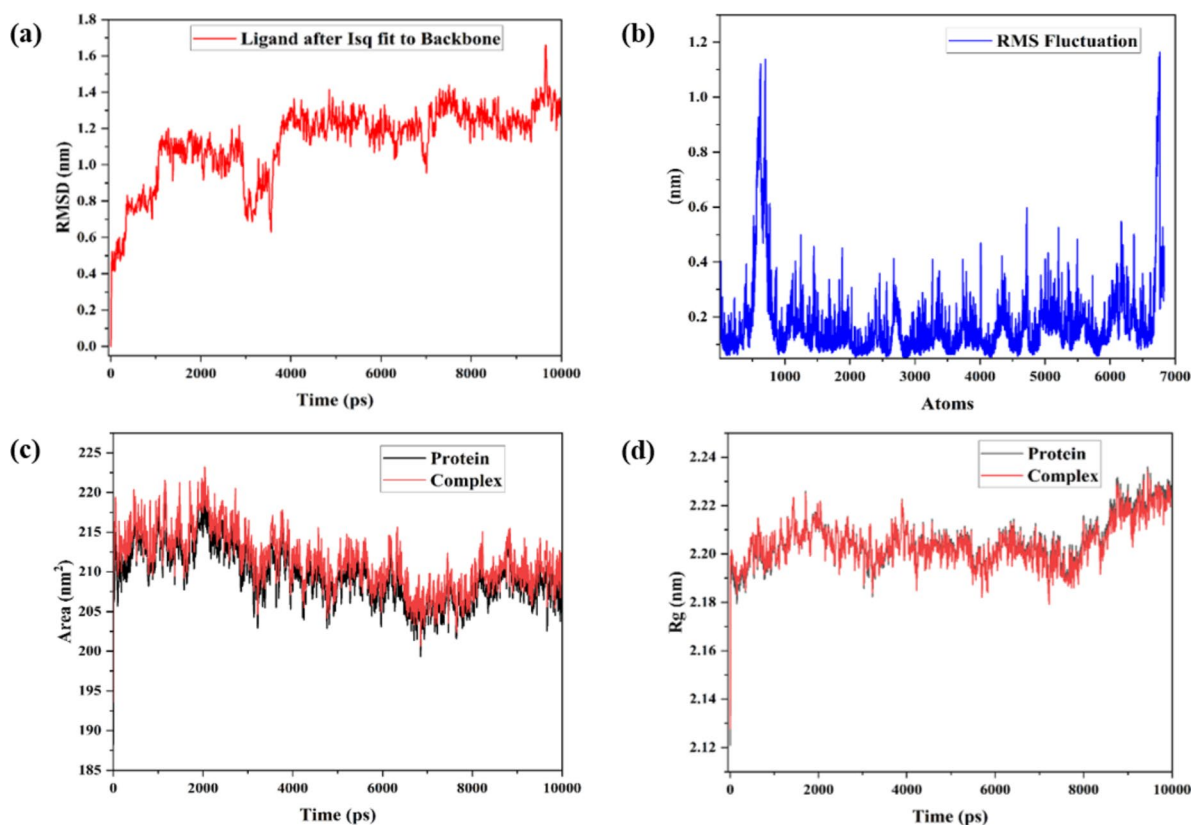 (a)
Ligand after lsq fit to Backbone
1.8
1.6
1.4
1.2
1.0
0.8
0.6
0.4
0.2
0.0
RMSD (nm)
0 2000 4000 6000 8000 10000
Time (ps)
(b)
RMS Fluctuation
1.2
1.0
0.8
0.6
0.4
0.2
(nm)
1000 2000 3000 4000 5000 6000 7000
Atoms
(c)
Protein
Complex
225
220
215
210
205
200
195
190
185
Area (nm²)
0 2000 4000 6000 8000 10000
Time (ps)
(d)
Protein
Complex
2.24
2.22
2.20
2.18
2.16
2.14
2.12
Rg (nm)
0 2000 4000 6000 8000 10000
Time (ps)